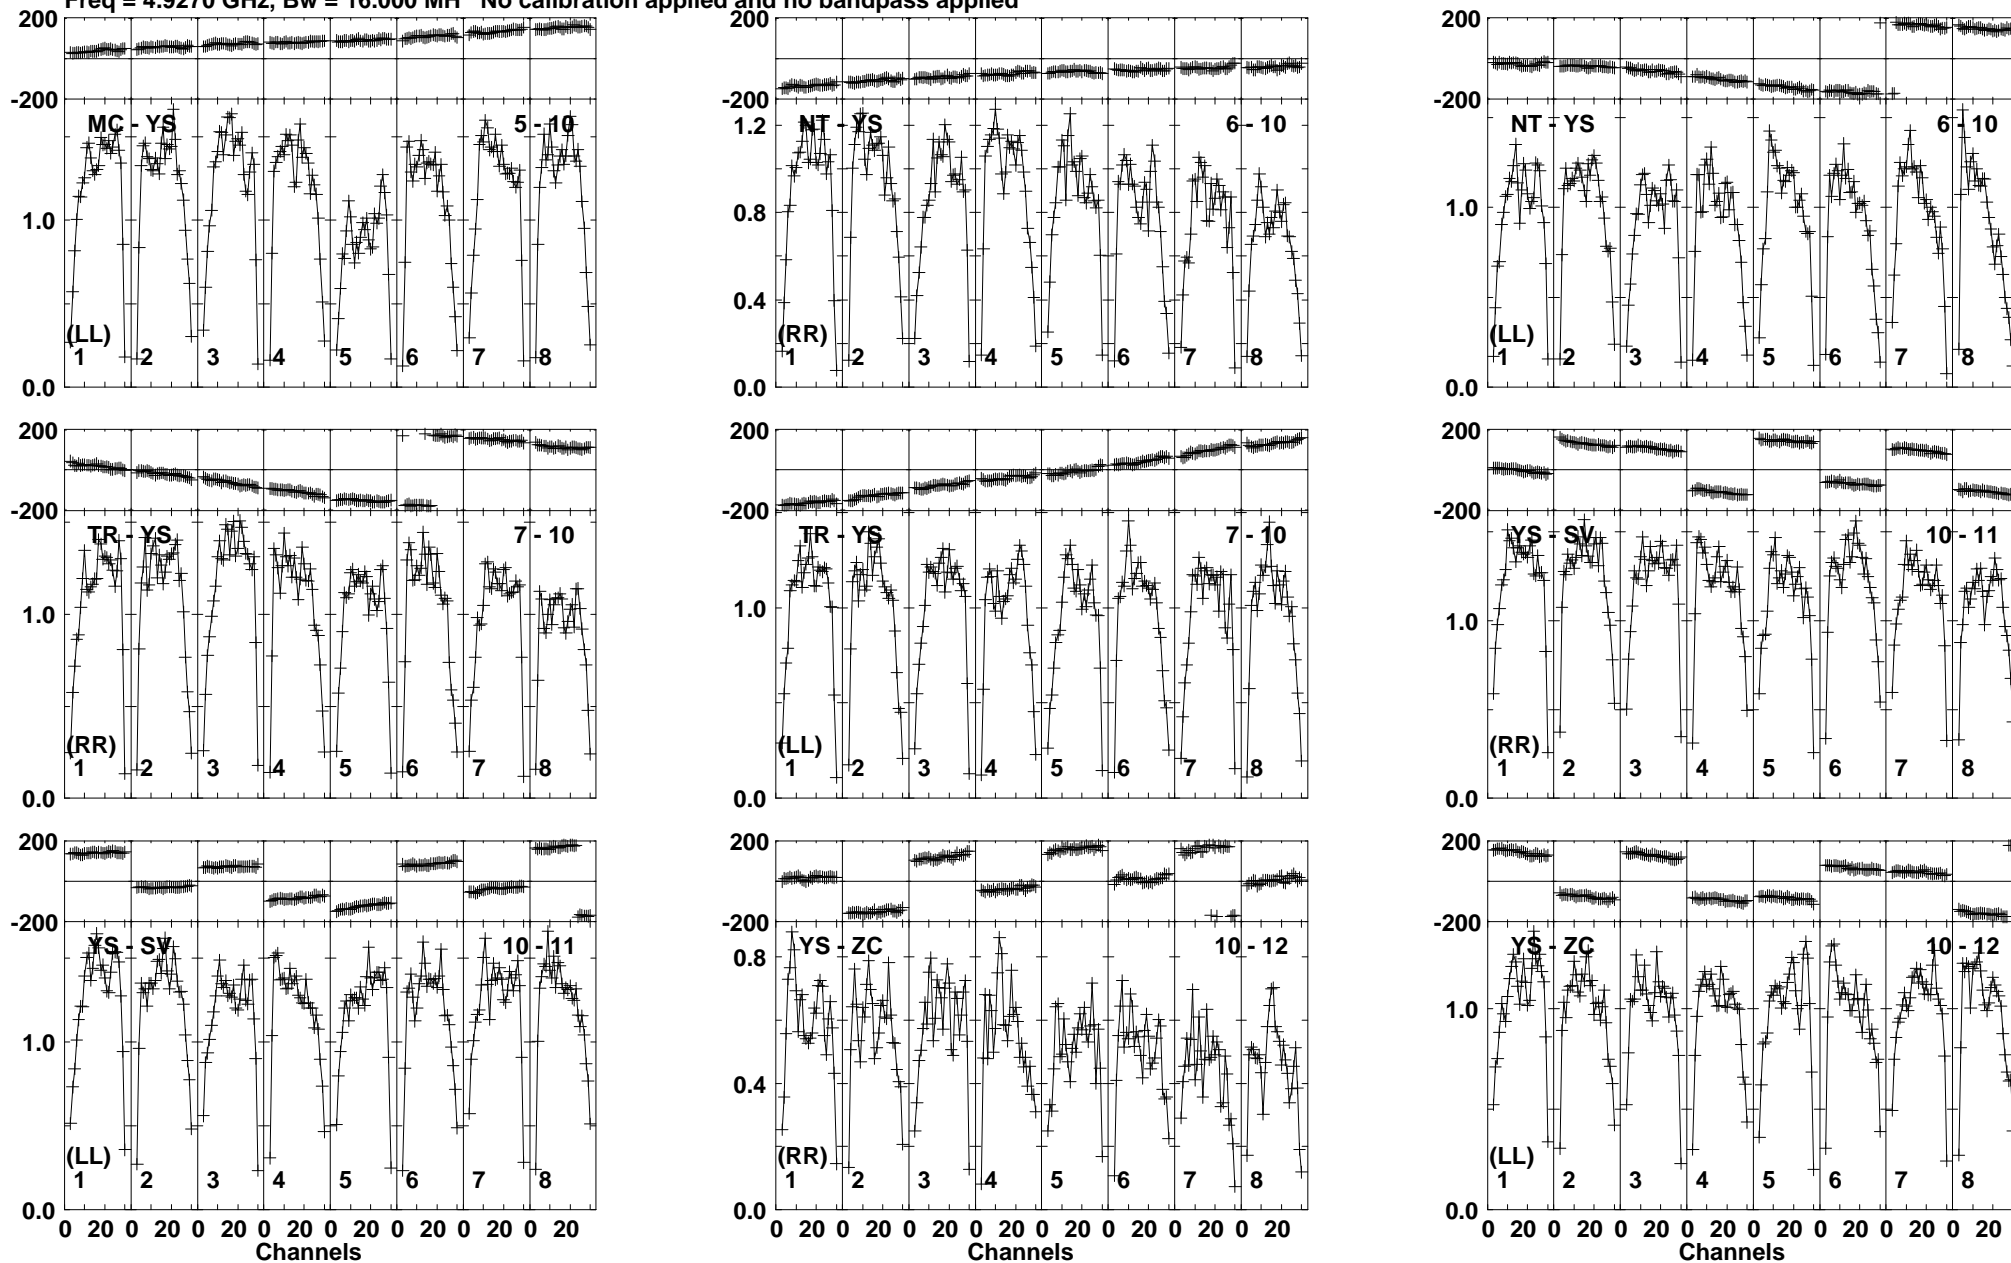 Freq = 4.9270 GHz, Bw = 16.000 MH No calibration applied and no bandpass applied
200 200 200
-200 -200 -200
MC - YS 5 - 10 NT - YS 6 - 10 NT - YS 6 - 10
1.2
1.0 0.8 1.0
0.4
(LL) (RR) (LL)
1 2 3 4 5 6 7 8 1 2 3 4 5 6 7 8 1 2 3 4 5 6 7 8
0.0 0.0 0.0
200 200 200
-200 -200 -200
TR - YS 7 - 10 TR - YS 7 - 10 YS - SV 10 - 11
1.0 1.0 1.0
(RR) (LL) (RR)
1 2 3 4 5 6 7 8 1 2 3 4 5 6 7 8 1 2 3 4 5 6 7 8
0.0 0.0 0.0
200 200 200
-200 -200 -200
YS - SV 10 - 11 YS - ZC 10 - 12 YS - ZC 10 - 12
0.8
1.0 0.4 1.0
(LL) (RR) (LL)
1 2 3 4 5 6 7 8 1 2 3 4 5 6 7 8 1 2 3 4 5 6 7 8
0.0 0.0 0.0
0 20 0 20 0 20 0 20 0 20 0 20 0 20 0 20 0 20 0 20 0 20 0 20 0 20 0 20 0 20 0 20 0 20 0 20 0 20 0 20 0 20 0 20 0 20 0 20
Channels Channels Channels